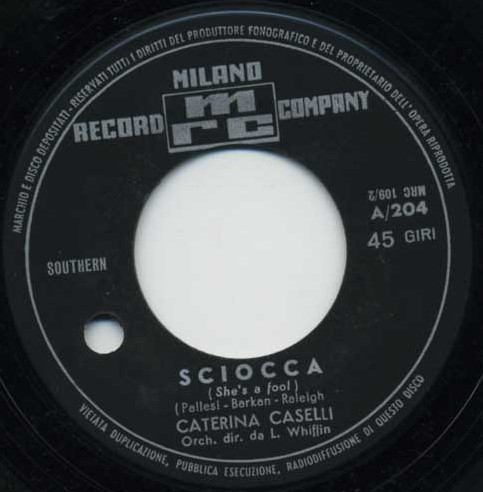 MARCHIO E DISCO DEPOSITATI - RISERVATI TUTTI I DIRITTI DEL PRODUTTORE FONOGRAFICO E DEL PROPRIETARIO DELL'OPERA RIPRODOTTA
MILANO
RECORD mrc COMPANY
MRC 109/2
A/204
45 GIRI
SOUTHERN
SCIOCCA
(She's a fool)
(Pallesi - Barkan - Raleigh
CATERINA CASELLI
Orch. dir. da L. Whiffin
VIETATA DUPLICAZIONE, PUBBLICA ESECUZIONE, RADIODIFFUSIONE DI QUESTO DISCO